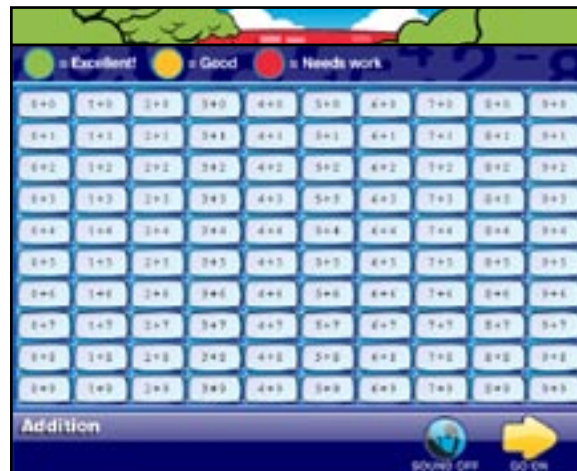 = Excellent! = Good = Needs work
0+0 1+0 2+0 3+0 4+0 5+0 6+0 7+0 8+0 9+0
0+1 1+1 2+1 3+1 4+1 5+1 6+1 7+1 8+1 9+1
0+2 1+2 2+2 3+2 4+2 5+2 6+2 7+2 8+2 9+2
0+3 1+3 2+3 3+3 4+3 5+3 6+3 7+3 8+3 9+3
0+4 1+4 2+4 3+4 4+4 5+4 6+4 7+4 8+4 9+4
0+5 1+5 2+5 3+5 4+5 5+5 6+5 7+5 8+5 9+5
0+6 1+6 2+6 3+6 4+6 5+6 6+6 7+6 8+6 9+6
0+7 1+7 2+7 3+7 4+7 5+7 6+7 7+7 8+7 9+7
0+8 1+8 2+8 3+8 4+8 5+8 6+8 7+8 8+8 9+8
0+9 1+9 2+9 3+9 4+9 5+9 6+9 7+9 8+9 9+9
Addition
SOUND OFF GO ON